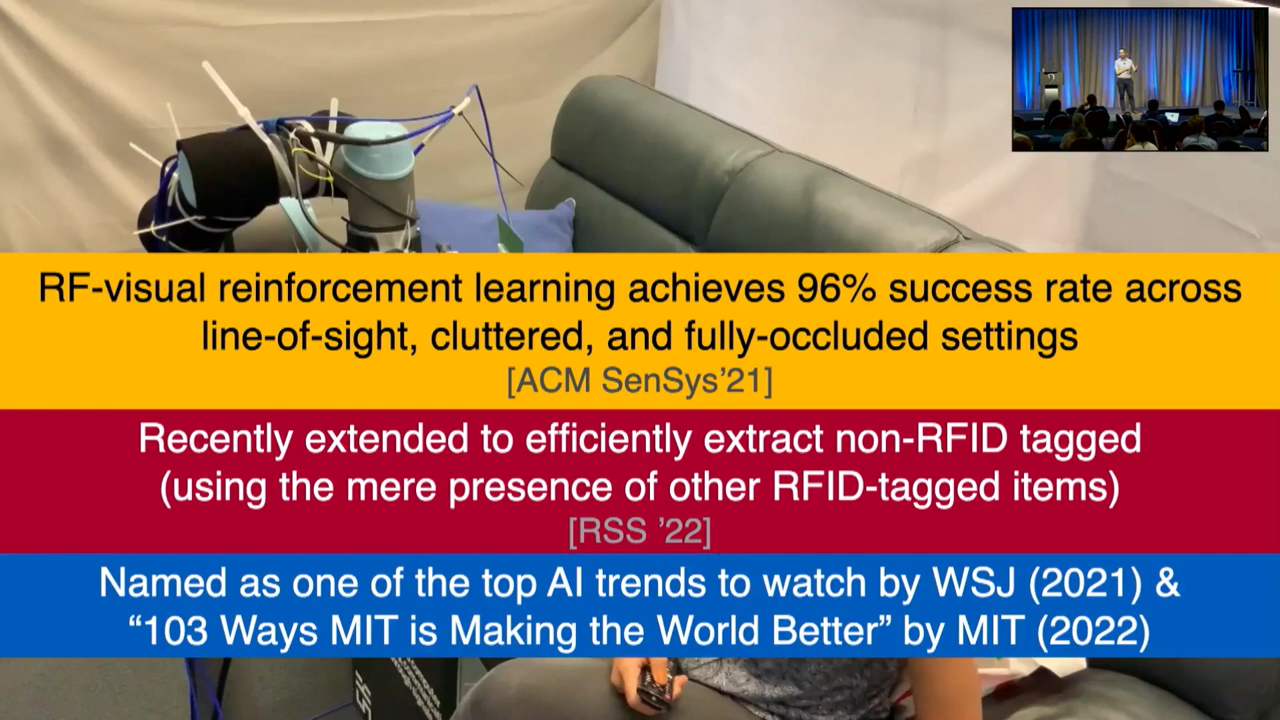 RF-visual reinforcement learning achieves 96% success rate across
line-of-sight, cluttered, and fully-occluded settings
[ACM SenSys’21]
Recently extended to efficiently extract non-RFID tagged
(using the mere presence of other RFID-tagged items)
[RSS ’22]
Named as one of the top AI trends to watch by WSJ (2021) &
“103 Ways MIT is Making the World Better” by MIT (2022)